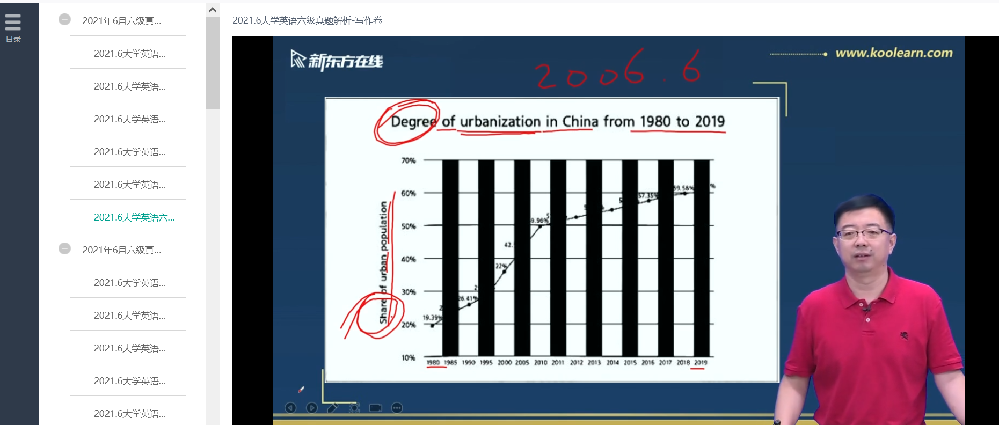 目录
2021年6月六级真...
2021.6大学英语...
2021.6大学英语...
2021.6大学英语...
2021.6大学英语...
2021.6大学英语...
2021.6大学英语六...
2021年6月六级真...
2021.6大学英语...
2021.6大学英语...
2021.6大学英语...
2021.6大学英语...
2021.6大学英语...
2021.6大学英语六级真题解析-写作卷一
新东方在线
2006.6
www.koolearn.com
Degree of urbanization in China from 1980 to 2019
Share of urban population
70%
60%
50%
40%
30%
20%
10%
19.39%
26.41%
22%
42.
9.96%
57.35%
59.58%
%
1980 1985 1990 1995 2000 2005 2010 2011 2012 2013 2014 2015 2016 2017 2018 2019